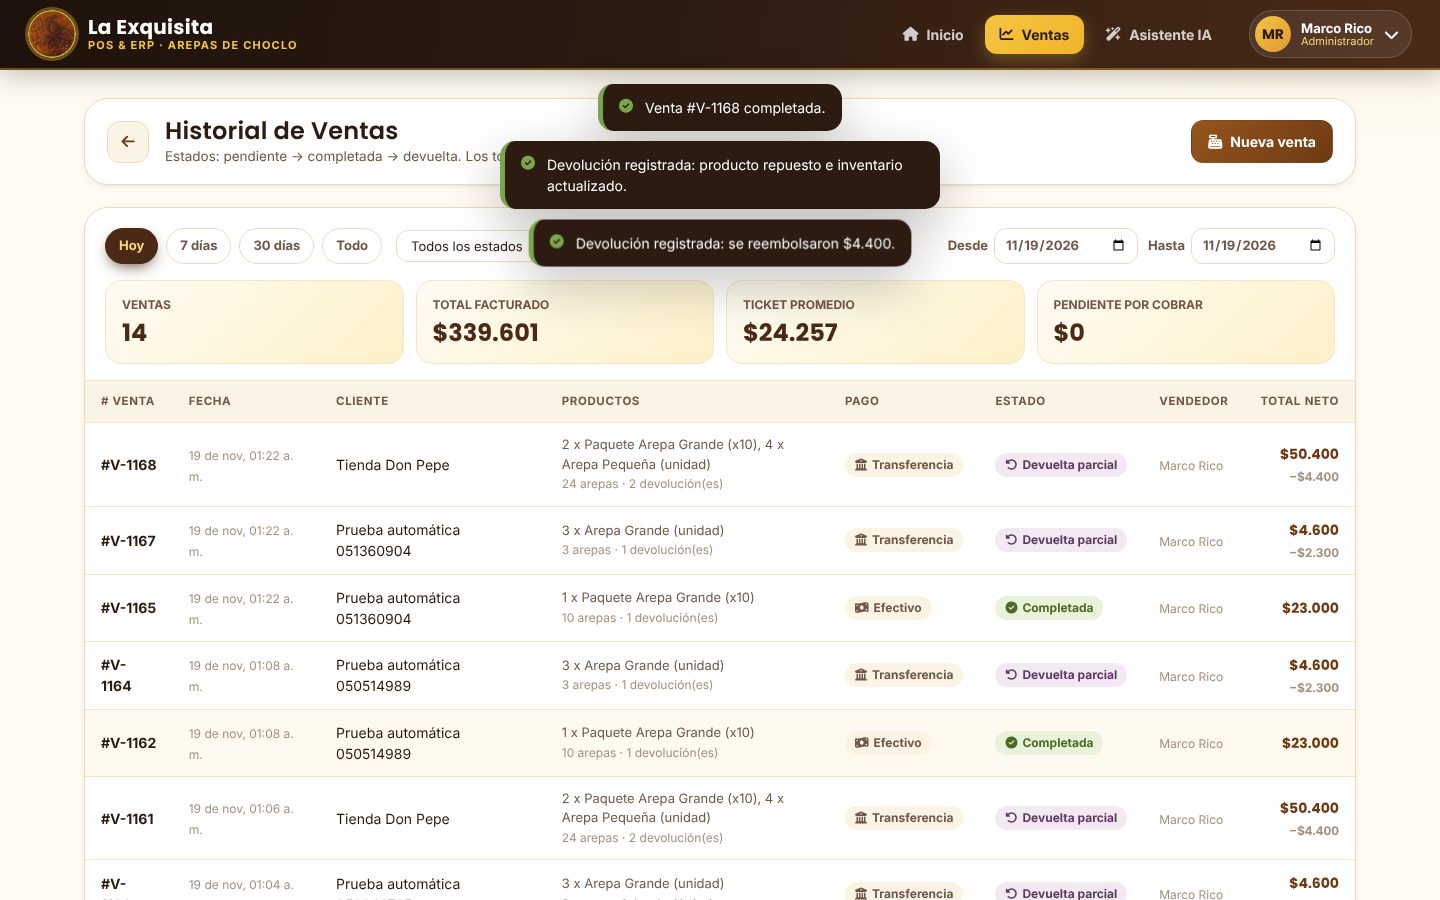 La Exquisita
POS & ERP · AREPAS DE CHOCLO
Inicio
Ventas
Asistente IA
MR
Marco Rico
Administrador
Venta #V-1168 completada.
Historial de Ventas
Estados: pendiente → completada → devuelta. Los
Devolución registrada: producto repuesto e inventario
actualizado.
Nueva venta
Devolución registrada: se reembolsaron $4.400.
Hoy
7 días
30 días
Todo
Todos los estados
Desde
11/19/2026
Hasta
11/19/2026
VENTAS
14
TOTAL FACTURADO
$339.601
TICKET PROMEDIO
$24.257
PENDIENTE POR COBRAR
$0
# VENTA FECHA CLIENTE PRODUCTOS PAGO ESTADO VENDEDOR TOTAL NETO
#V-1168
19 de nov, 01:22 a.
m.
Tienda Don Pepe
2 x Paquete Arepa Grande (x10), 4 x
Arepa Pequeña (unidad)
24 arepas · 2 devolución(es)
Transferencia
Devuelta parcial
Marco Rico
$50.400
−$4.400
#V-1167
19 de nov, 01:22 a.
m.
Prueba automática
051360904
3 x Arepa Grande (unidad)
3 arepas · 1 devolución(es)
Transferencia
Devuelta parcial
Marco Rico
$4.600
−$2.300
#V-1165
19 de nov, 01:22 a.
m.
Prueba automática
051360904
1 x Paquete Arepa Grande (x10)
10 arepas · 1 devolución(es)
Efectivo
Completada
Marco Rico
$23.000
#V-
1164
19 de nov, 01:08 a.
m.
Prueba automática
050514989
3 x Arepa Grande (unidad)
3 arepas · 1 devolución(es)
Transferencia
Devuelta parcial
Marco Rico
$4.600
−$2.300
#V-1162
19 de nov, 01:08 a.
m.
Prueba automática
050514989
1 x Paquete Arepa Grande (x10)
10 arepas · 1 devolución(es)
Efectivo
Completada
Marco Rico
$23.000
#V-1161
19 de nov, 01:06 a.
m.
Tienda Don Pepe
2 x Paquete Arepa Grande (x10), 4 x
Arepa Pequeña (unidad)
24 arepas · 2 devolución(es)
Transferencia
Devuelta parcial
Marco Rico
$50.400
−$4.400
#V-
19 de nov, 01:04 a.
Prueba automática
3 x Arepa Grande (unidad)
Transferencia
Devuelta parcial
Marco Rico
$4.600